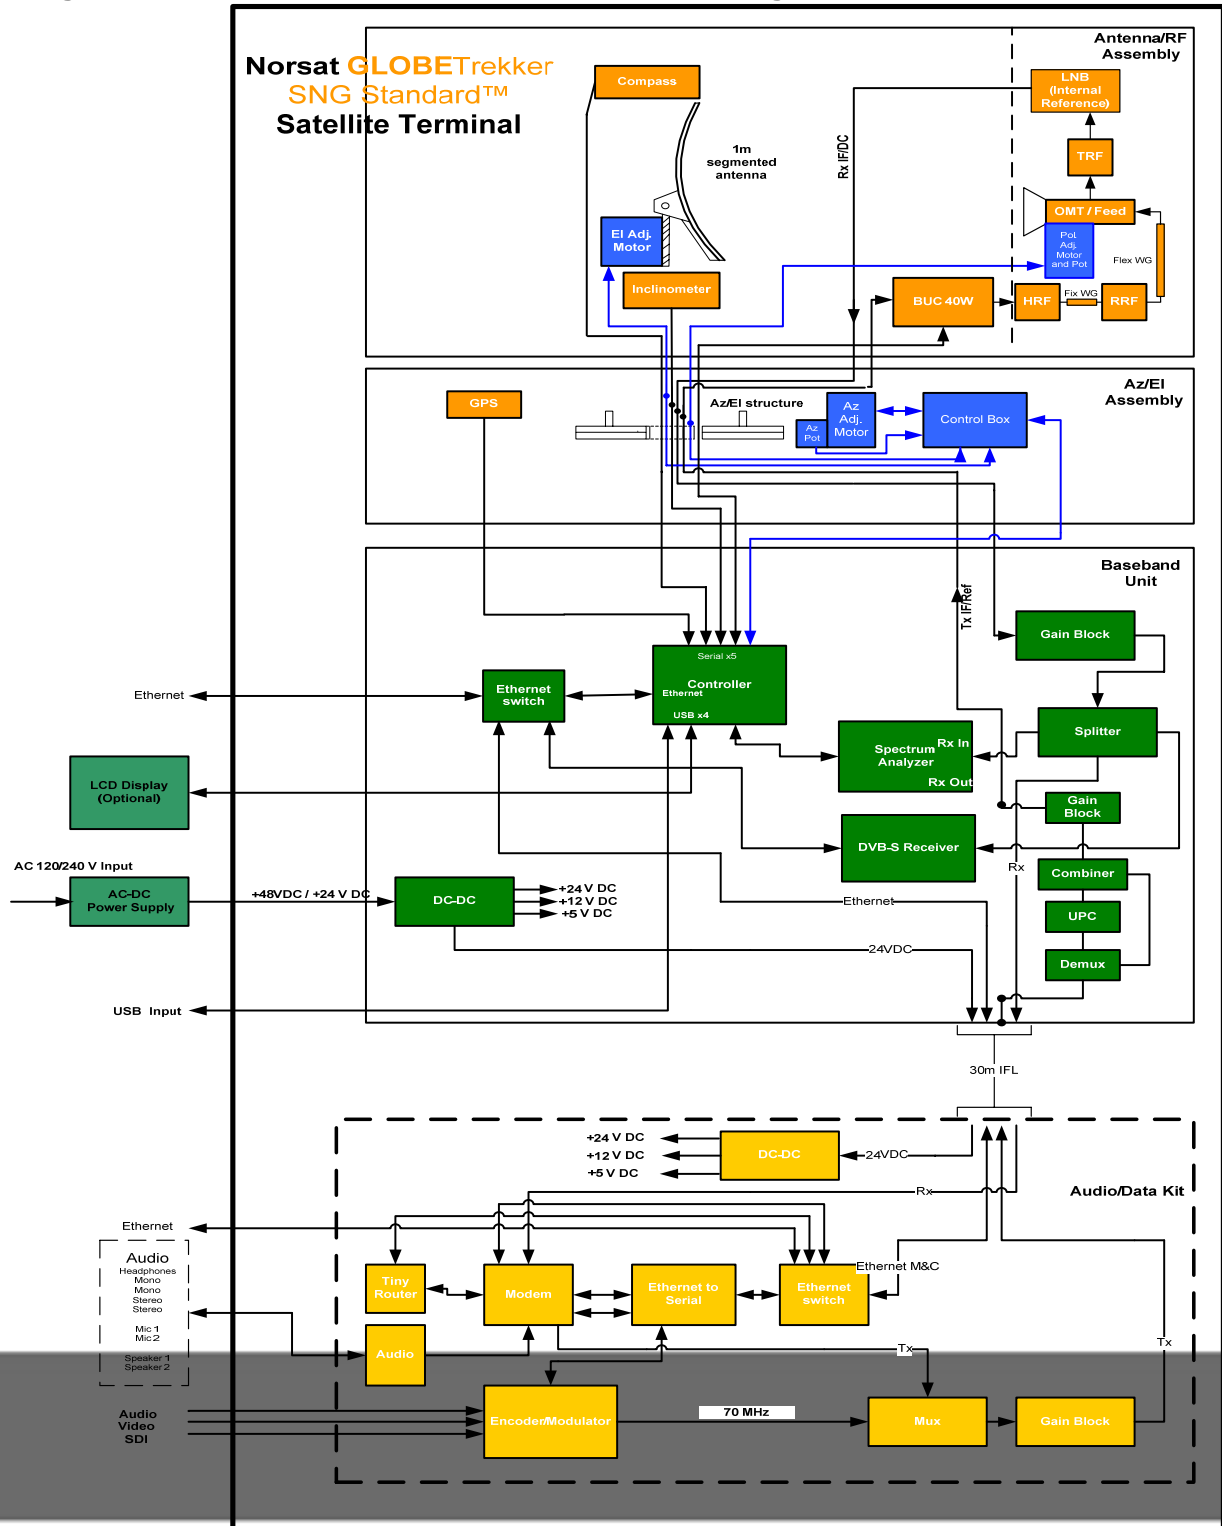 Norsat GLOBETrekker
SNG Standard™
Satellite Terminal
Antenna/RF
Assembly
Compass
LNB
(Internal
Reference)
1m
segmented
antenna
Rx IF/DC
TRF
OMT / Feed
El Adj.
Motor
Pol.
Adj.
Motor
and Pot
Flex WG
Inclinometer
BUC 40W
HRF
Fix WG
RRF
Az/El
Assembly
GPS
Az/El structure
Az
Pot
Az
Adj.
Motor
Control Box
Baseband
Unit
Tx IF/Ref
Gain Block
Serial x5
Controller
Ethernet
USB x4
Ethernet
Ethernet
switch
Spectrum
Analyzer
Rx In
Rx Out
Splitter
LCD Display
(Optional)
Gain
Block
DVB-S Receiver
Rx
Combiner
AC 120/240 V Input
AC-DC
Power Supply
+48VDC / +24 V DC
DC-DC
+24 V DC
+12 V DC
+5 V DC
Ethernet
UPC
24VDC
Demux
USB Input
30m IFL
+24 V DC
+12 V DC
+5 V DC
DC-DC
24VDC
Rx
Audio/Data Kit
Ethernet
Audio
Headphones
Mono
Mono
Stereo
Stereo
Mic 1
Mic 2
Speaker 1
Speaker 2
Tiny
Router
Modem
Ethernet to
Serial
Ethernet
switch
Ethernet M&C
Audio
Tx
Tx
Audio
Video
SDI
Encoder/Modulator
70 MHz
Mux
Gain Block